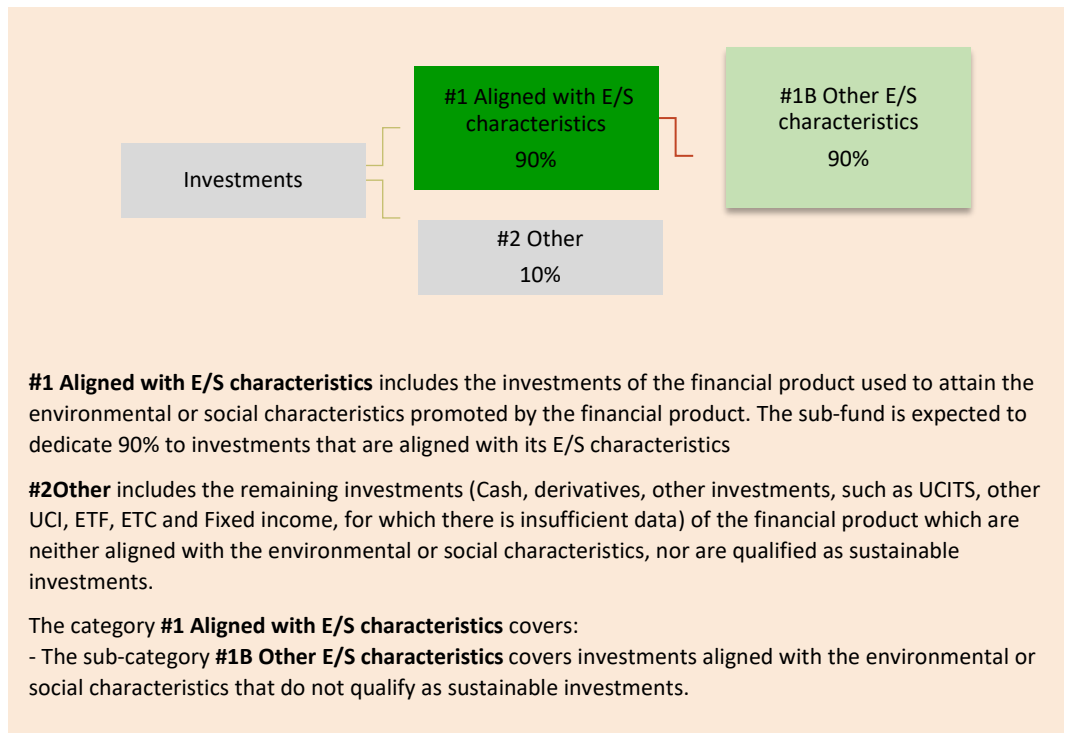 #1 Aligned with E/S
characteristics
90%
#1B Other E/S
characteristics
90%
Investments
#2 Other
10%
#1 Aligned with E/S characteristics includes the investments of the financial product used to attain the
environmental or social characteristics promoted by the financial product. The sub-fund is expected to
dedicate 90% to investments that are aligned with its E/S characteristics
#2Other includes the remaining investments (Cash, derivatives, other investments, such as UCITS, other
UCI, ETF, ETC and Fixed income, for which there is insufficient data) of the financial product which are
neither aligned with the environmental or social characteristics, nor are qualified as sustainable
investments.
The category #1 Aligned with E/S characteristics covers:
- The sub-category #1B Other E/S characteristics covers investments aligned with the environmental or
social characteristics that do not qualify as sustainable investments.